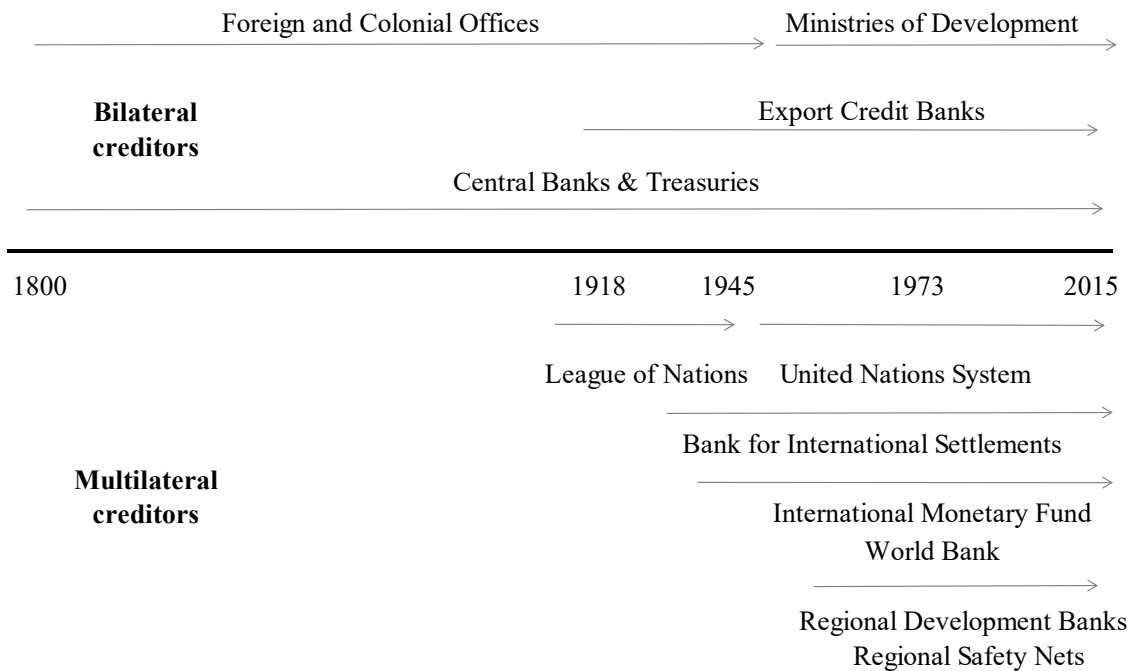 Foreign and Colonial Offices
Ministries of Development
Bilateral
creditors
Export Credit Banks
Central Banks & Treasuries
1800
1918
1945
1973
2015
League of Nations
United Nations System
Bank for International Settlements
Multilateral
creditors
International Monetary Fund
World Bank
Regional Development Banks
Regional Safety Nets